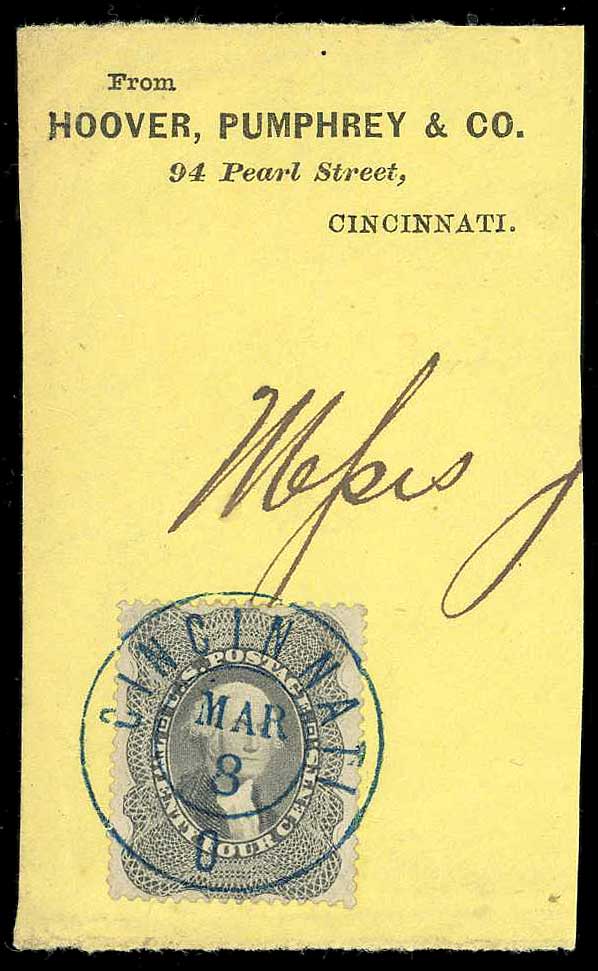 From
HOOVER, PUMPHREY & CO.
94 Pearl Street,
CINCINNATI.
Messrs
CINCINNATI
U.S. POSTAGE
MAR
8
O
TWENTY FOUR CENTS